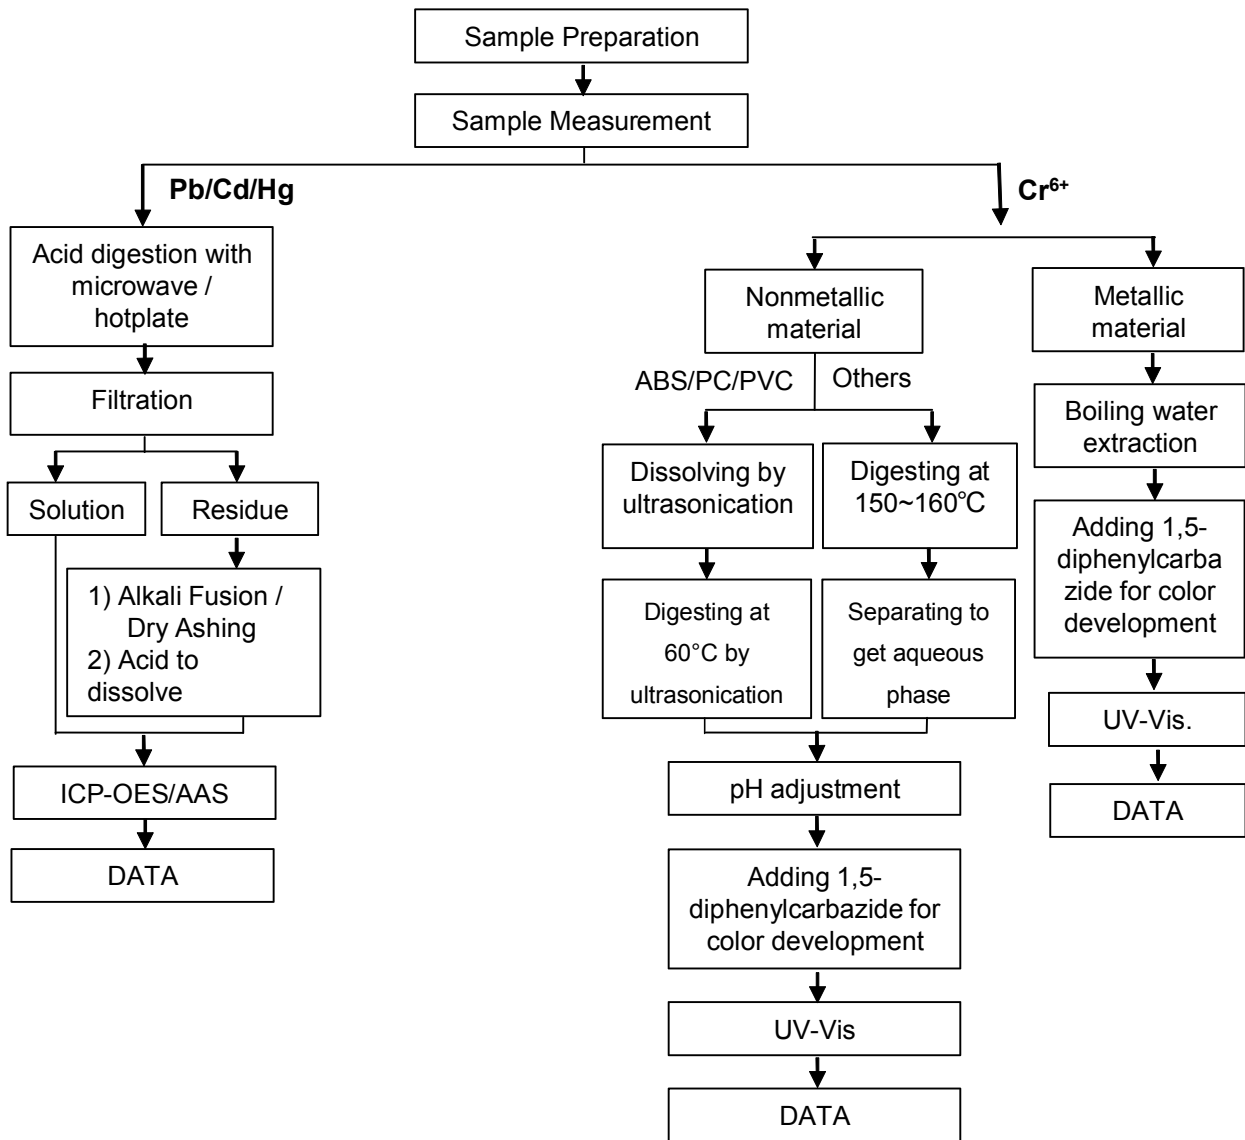 Sample Preparation
Sample Measurement
Pb/Cd/Hg
Acid digestion with
microwave /
hotplate
Filtration
Solution
Residue
1) Alkali Fusion /
Dry Ashing
2) Acid to
dissolve
ICP-OES/AAS
DATA
Cr⁶⁺
Nonmetallic
material
ABS/PC/PVC
Others
Dissolving by
ultrasonication
Digesting at
150~160℃
Digesting at
60°C by
ultrasonication
Separating to
get aqueous
phase
pH adjustment
Adding 1,5-
diphenylcarbazide for
color development
UV-Vis
DATA
Metallic
material
Boiling water
extraction
Adding 1,5-
diphenylcarba
zide for color
development
UV-Vis.
DATA